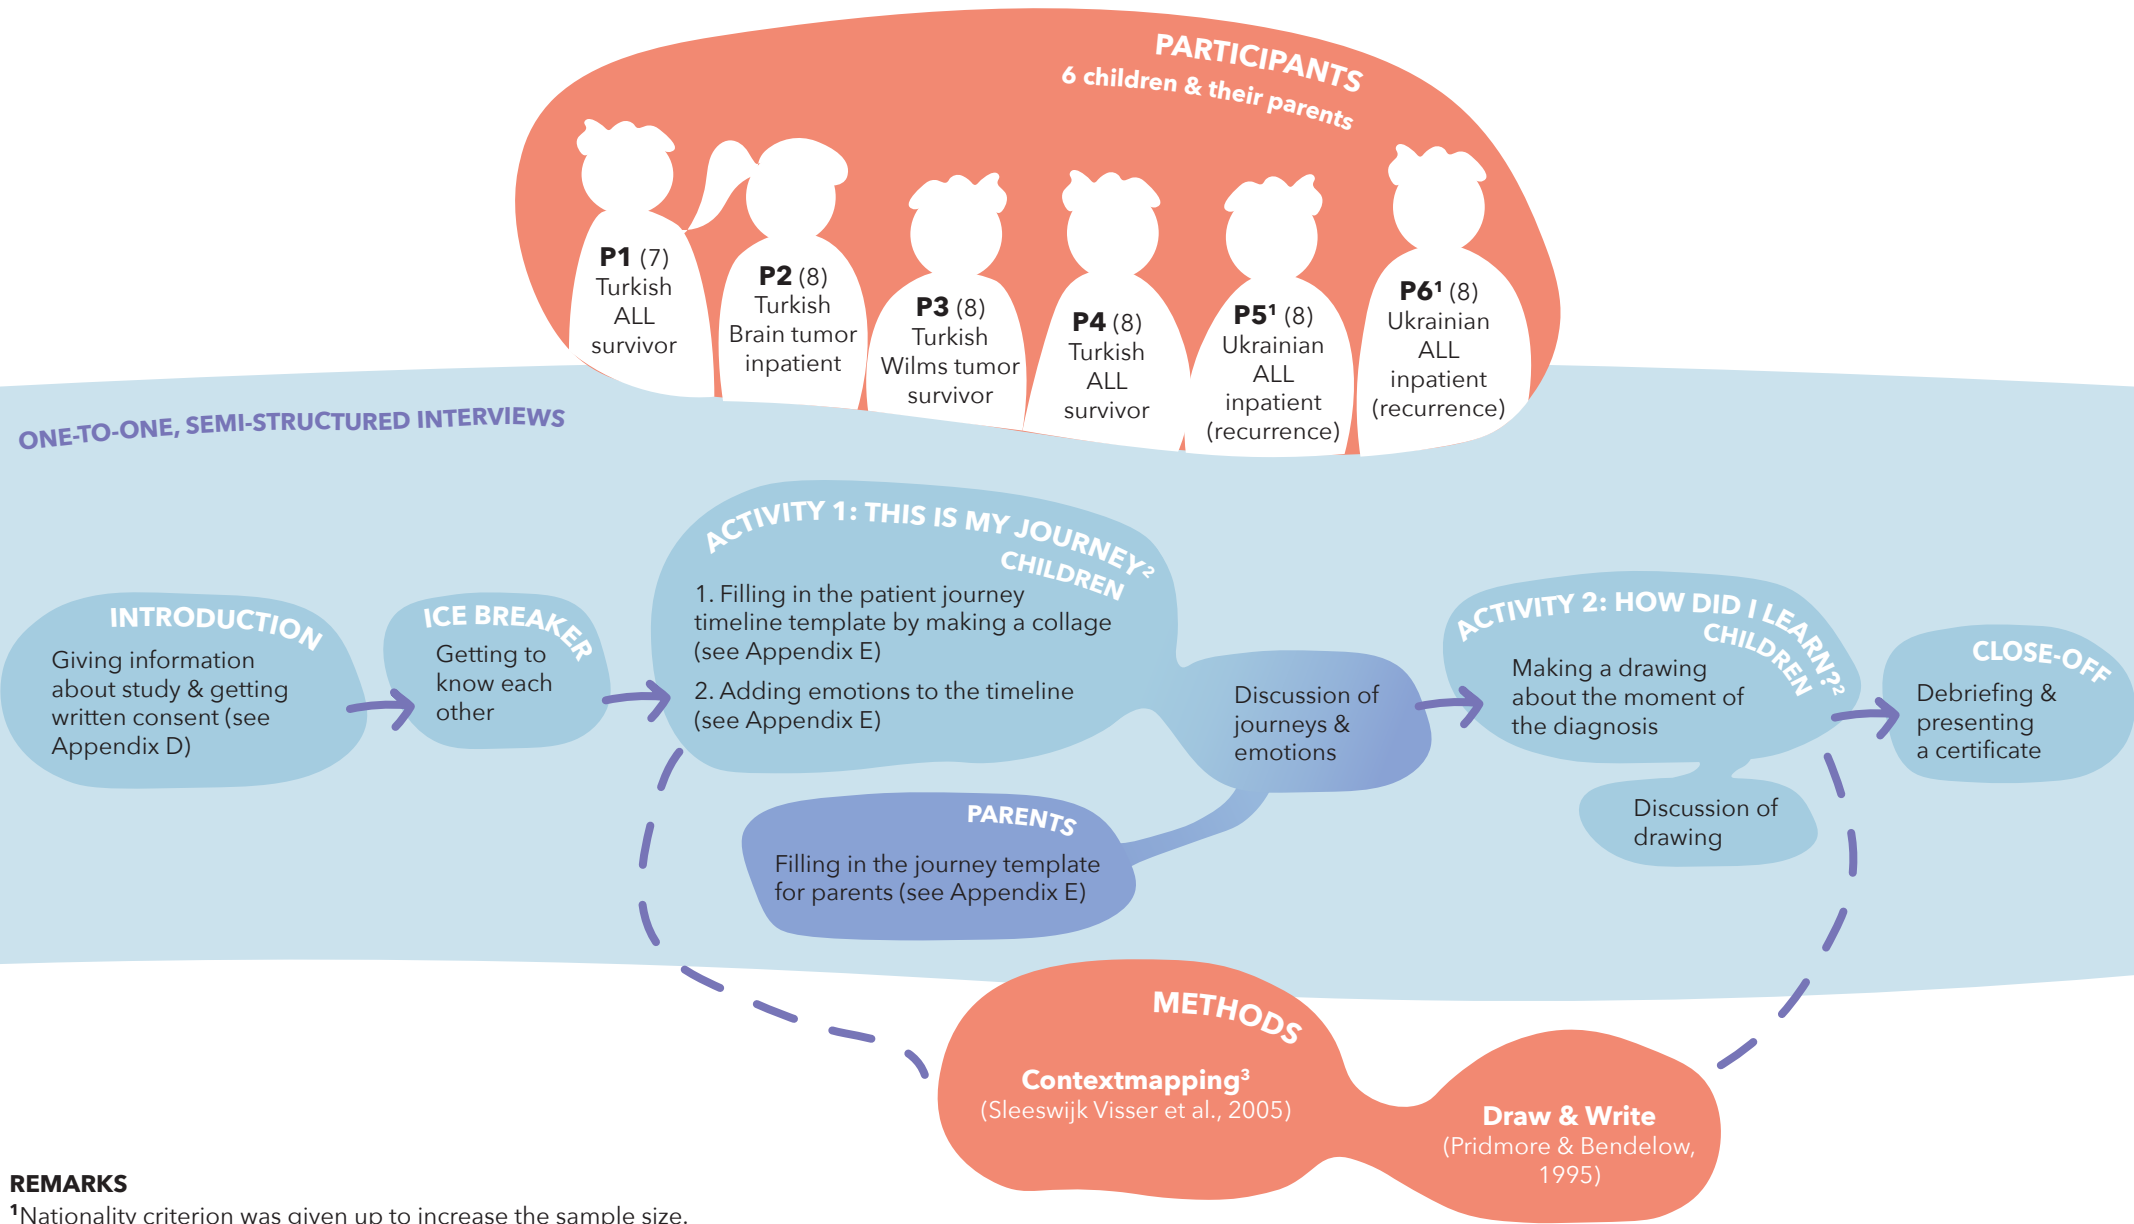 PARTICIPANTS
6 children & their parents
P1 (7)
Turkish
ALL
survivor
P2 (8)
Turkish
Brain tumor
inpatient
P3 (8)
Turkish
Wilms tumor
survivor
P4 (8)
Turkish
ALL
survivor
P5¹ (8)
Ukrainian
ALL
inpatient
(recurrence)
P6¹ (8)
Ukrainian
ALL
inpatient
(recurrence)
ONE-TO-ONE, SEMI-STRUCTURED INTERVIEWS
INTRODUCTION
Giving information
about study & getting
written consent (see
Appendix D)
ICE BREAKER
Getting to
know each
other
ACTIVITY 1: THIS IS MY JOURNEY²
CHILDREN
1. Filling in the patient journey
timeline template by making a collage
(see Appendix E)
2. Adding emotions to the timeline
(see Appendix E)
PARENTS
Filling in the journey template
for parents (see Appendix E)
Discussion of
journeys &
emotions
ACTIVITY 2: HOW DID I LEARN?²
CHILDREN
Making a drawing
about the moment of
the diagnosis
Discussion of
drawing
CLOSE-OFF
Debriefing &
presenting
a certificate
METHODS
Contextmapping³
(Sleeswijk Visser et al., 2005)
Draw & Write
(Pridmore & Bendelow,
1995)
REMARKS
¹Nationality criterion was given up to increase the sample size.